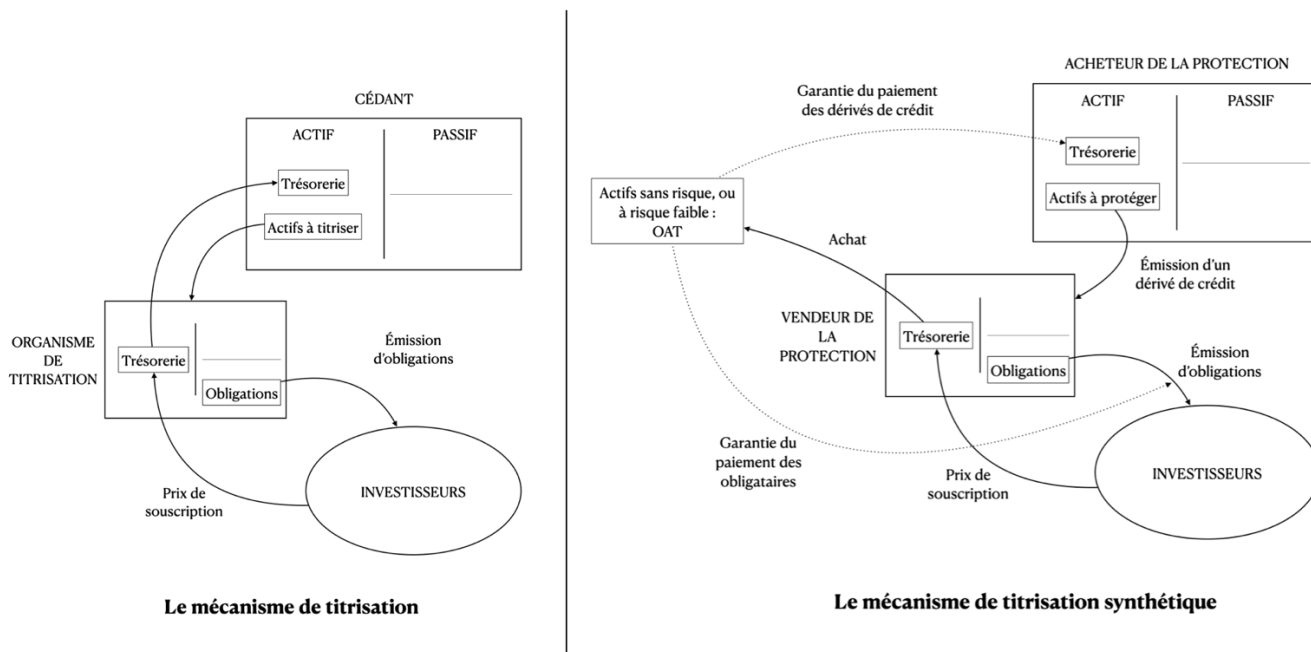 CÉDANT
ACTIF
PASSIF
Trésorerie
Actifs à titriser
ORGANISME
DE
TITRISATION
Trésorerie
Obligations
Émission
d'obligations
Prix de
souscription
INVESTISSEURS
Le mécanisme de titrisation
ACHETEUR DE LA PROTECTION
ACTIF
PASSIF
Trésorerie
Actifs à protéger
Garantie du paiement
des dérivés de crédit
Actifs sans risque, ou
à risque faible :
OAT
Achat
Émission d'un
dérivé de crédit
VENDEUR DE
LA
PROTECTION
Trésorerie
Obligations
Émission
d'obligations
Garantie du
paiement des
obligataires
Prix de
souscription
INVESTISSEURS
Le mécanisme de titrisation synthétique